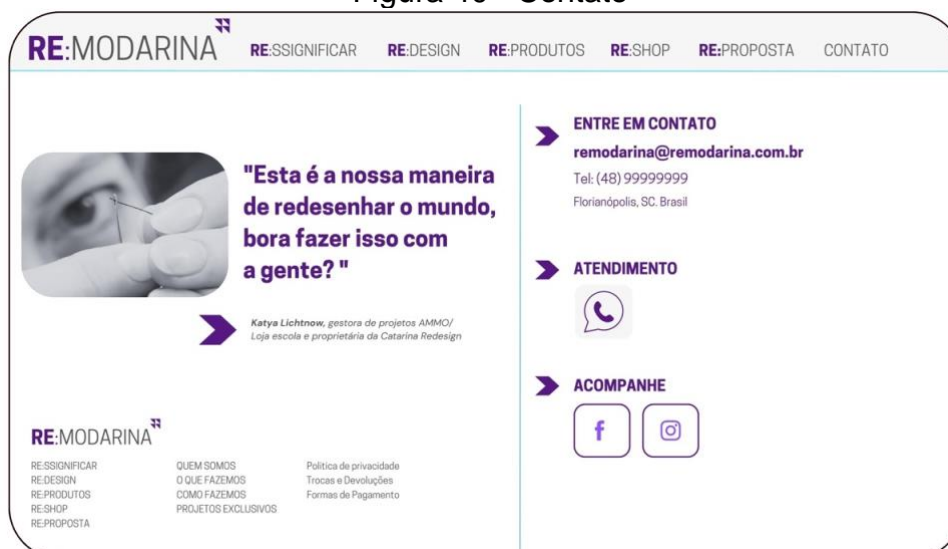 RE:MODARINA
RE:SSIGNIFICAR RE:DESIGN RE:PRODUTOS RE:SHOP RE:PROPOSTA CONTATO
"Esta é a nossa maneira
de redesenhar o mundo,
bora fazer isso com
a gente? "
Katya Lichtnow, gestora de projetos AMMO/
Loja escola e proprietária da Catarina Redesign
ENTRE EM CONTATO
remodarina@remodarina.com.br
Tel: (48) 99999999
Florianópolis, SC. Brasil
ATENDIMENTO
ACOMPANHE
RE:MODARINA
RE:SSIGNIFICAR
RE:DESIGN
RE:PRODUTOS
RE:SHOP
RE:PROPOSTA
QUEM SOMOS
O QUE FAZEMOS
COMO FAZEMOS
PROJETOS EXCLUSIVOS
Politica de privacidade
Trocas e Devoluções
Formas de Pagamento